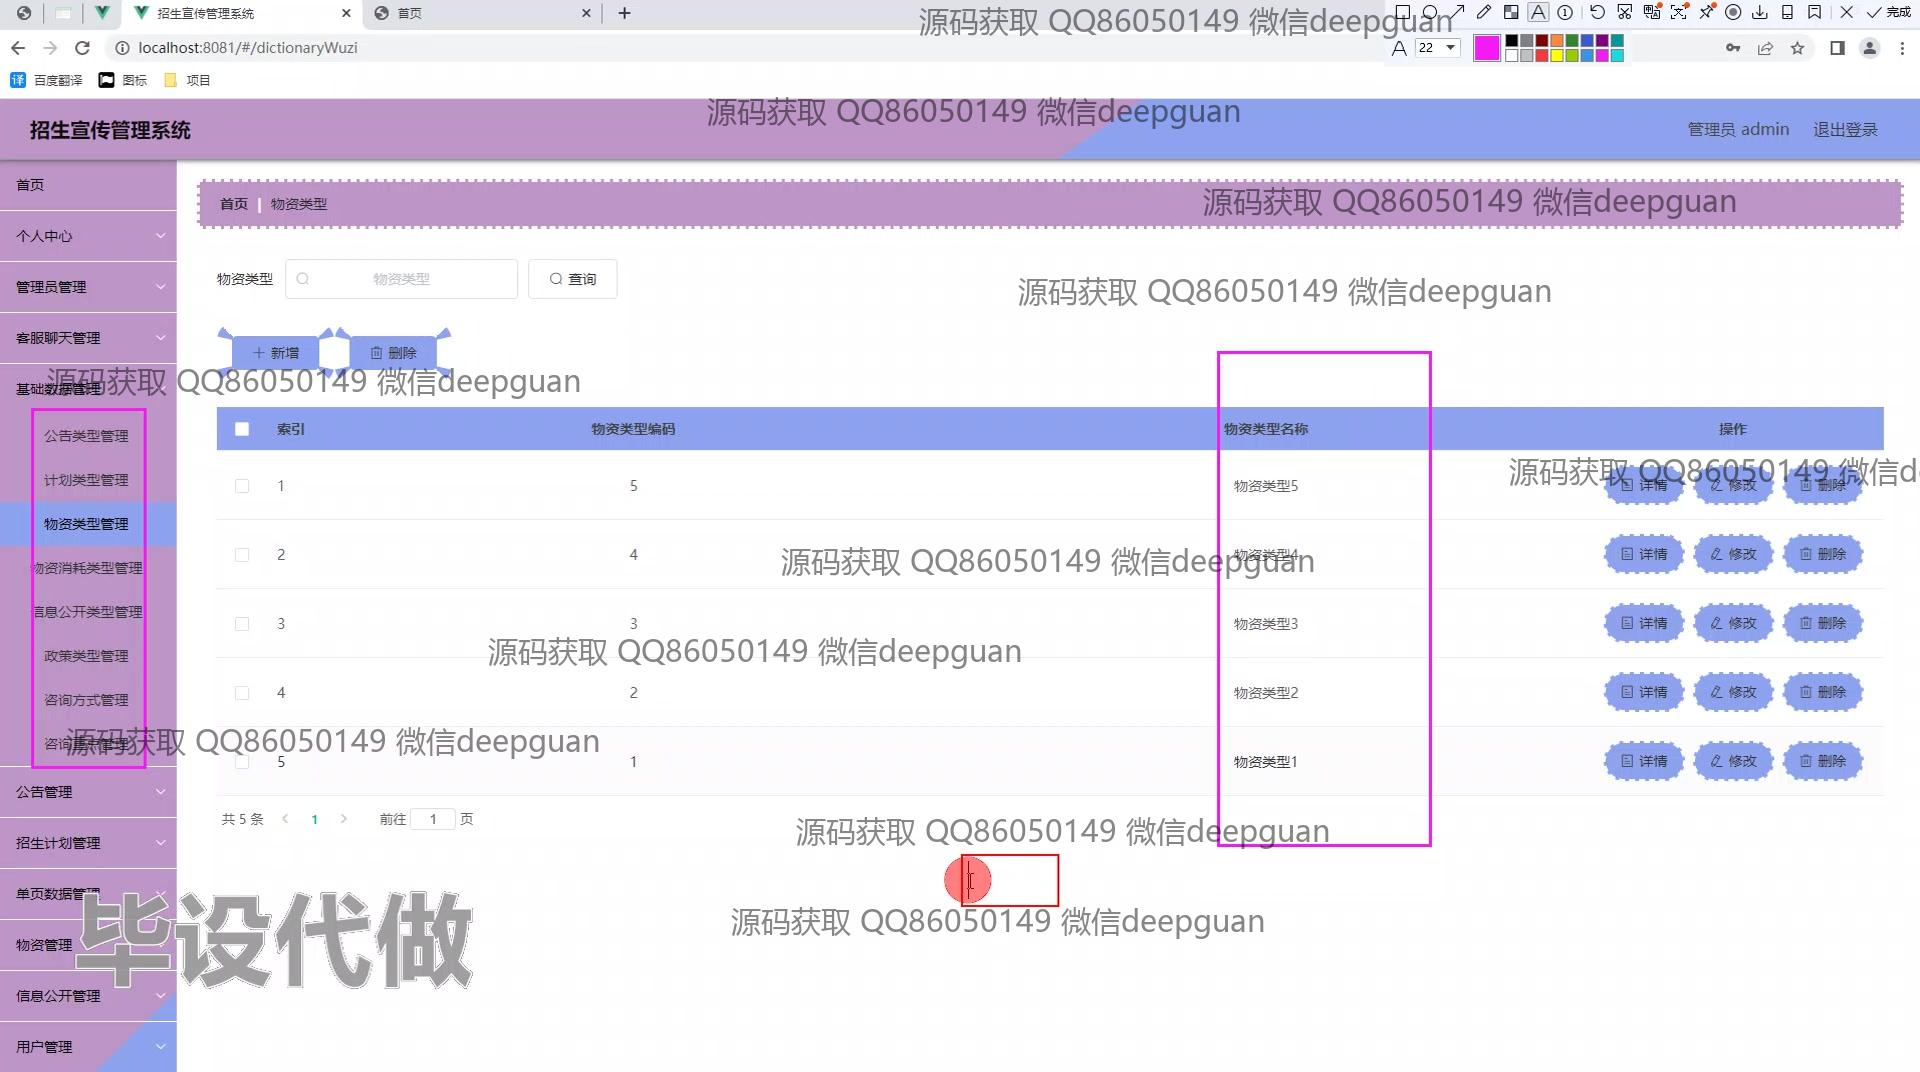 招生宣传管理系统
首页
源码获取 QQ86050149 微信deepguan
完成
localhost:8081/#/dictionaryWuzi
22
百度翻译
图标
项目
招生宣传管理系统
源码获取 QQ86050149 微信deepguan
管理员 admin
退出登录
首页
个人中心
管理员管理
客服聊天管理
基础数据管理
公告类型管理
计划类型管理
物资类型管理
物资消耗类型管理
信息公开类型管理
政策类型管理
咨询方式管理
公告管理
招生计划管理
单页数据管理
物资管理
信息公开管理
用户管理
首页 | 物资类型
源码获取 QQ86050149 微信deepguan
物资类型
物资类型
查询
源码获取 QQ86050149 微信deepguan
新增
删除
源码获取 QQ86050149 微信deepguan
索引 物资类型编码 物资类型名称 操作
1 5 物资类型5 详情 修改 删除
源码获取 QQ86050149 微信d
2 4 物资类型4 详情 修改 删除
源码获取 QQ86050149 微信deepguan
3 3 物资类型3 详情 修改 删除
源码获取 QQ86050149 微信deepguan
4 2 物资类型2 详情 修改 删除
源码获取 QQ86050149 微信deepguan
5 1 物资类型1 详情 修改 删除
共 5 条 1 前往 1 页
源码获取 QQ86050149 微信deepguan
源码获取 QQ86050149 微信deepguan
毕设代做